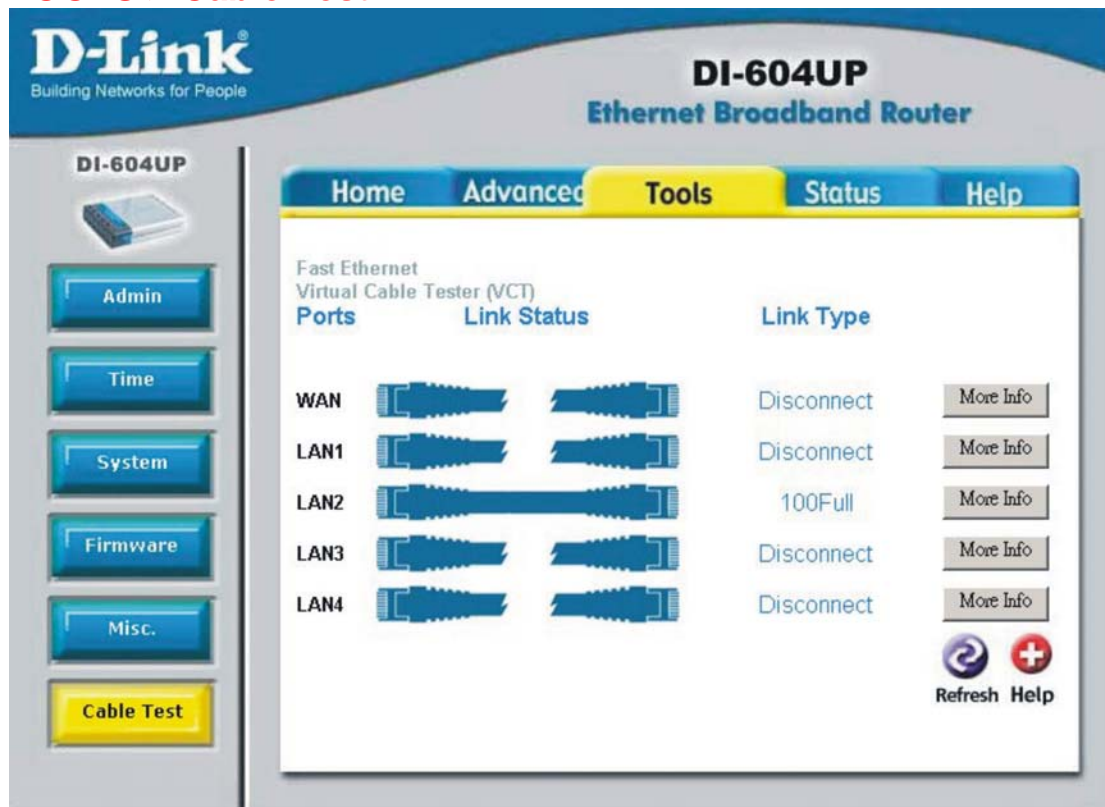 D-Link®
Building Networks for People
DI-604UP
Ethernet Broadband Router
DI-604UP
Home Advanced Tools Status Help
Admin
Time
System
Firmware
Misc.
Cable Test
Fast Ethernet
Virtual Cable Tester (VCT)
Ports Link Status Link Type
WAN Disconnect More Info
LAN1 Disconnect More Info
LAN2 100Full More Info
LAN3 Disconnect More Info
LAN4 Disconnect More Info
Refresh Help